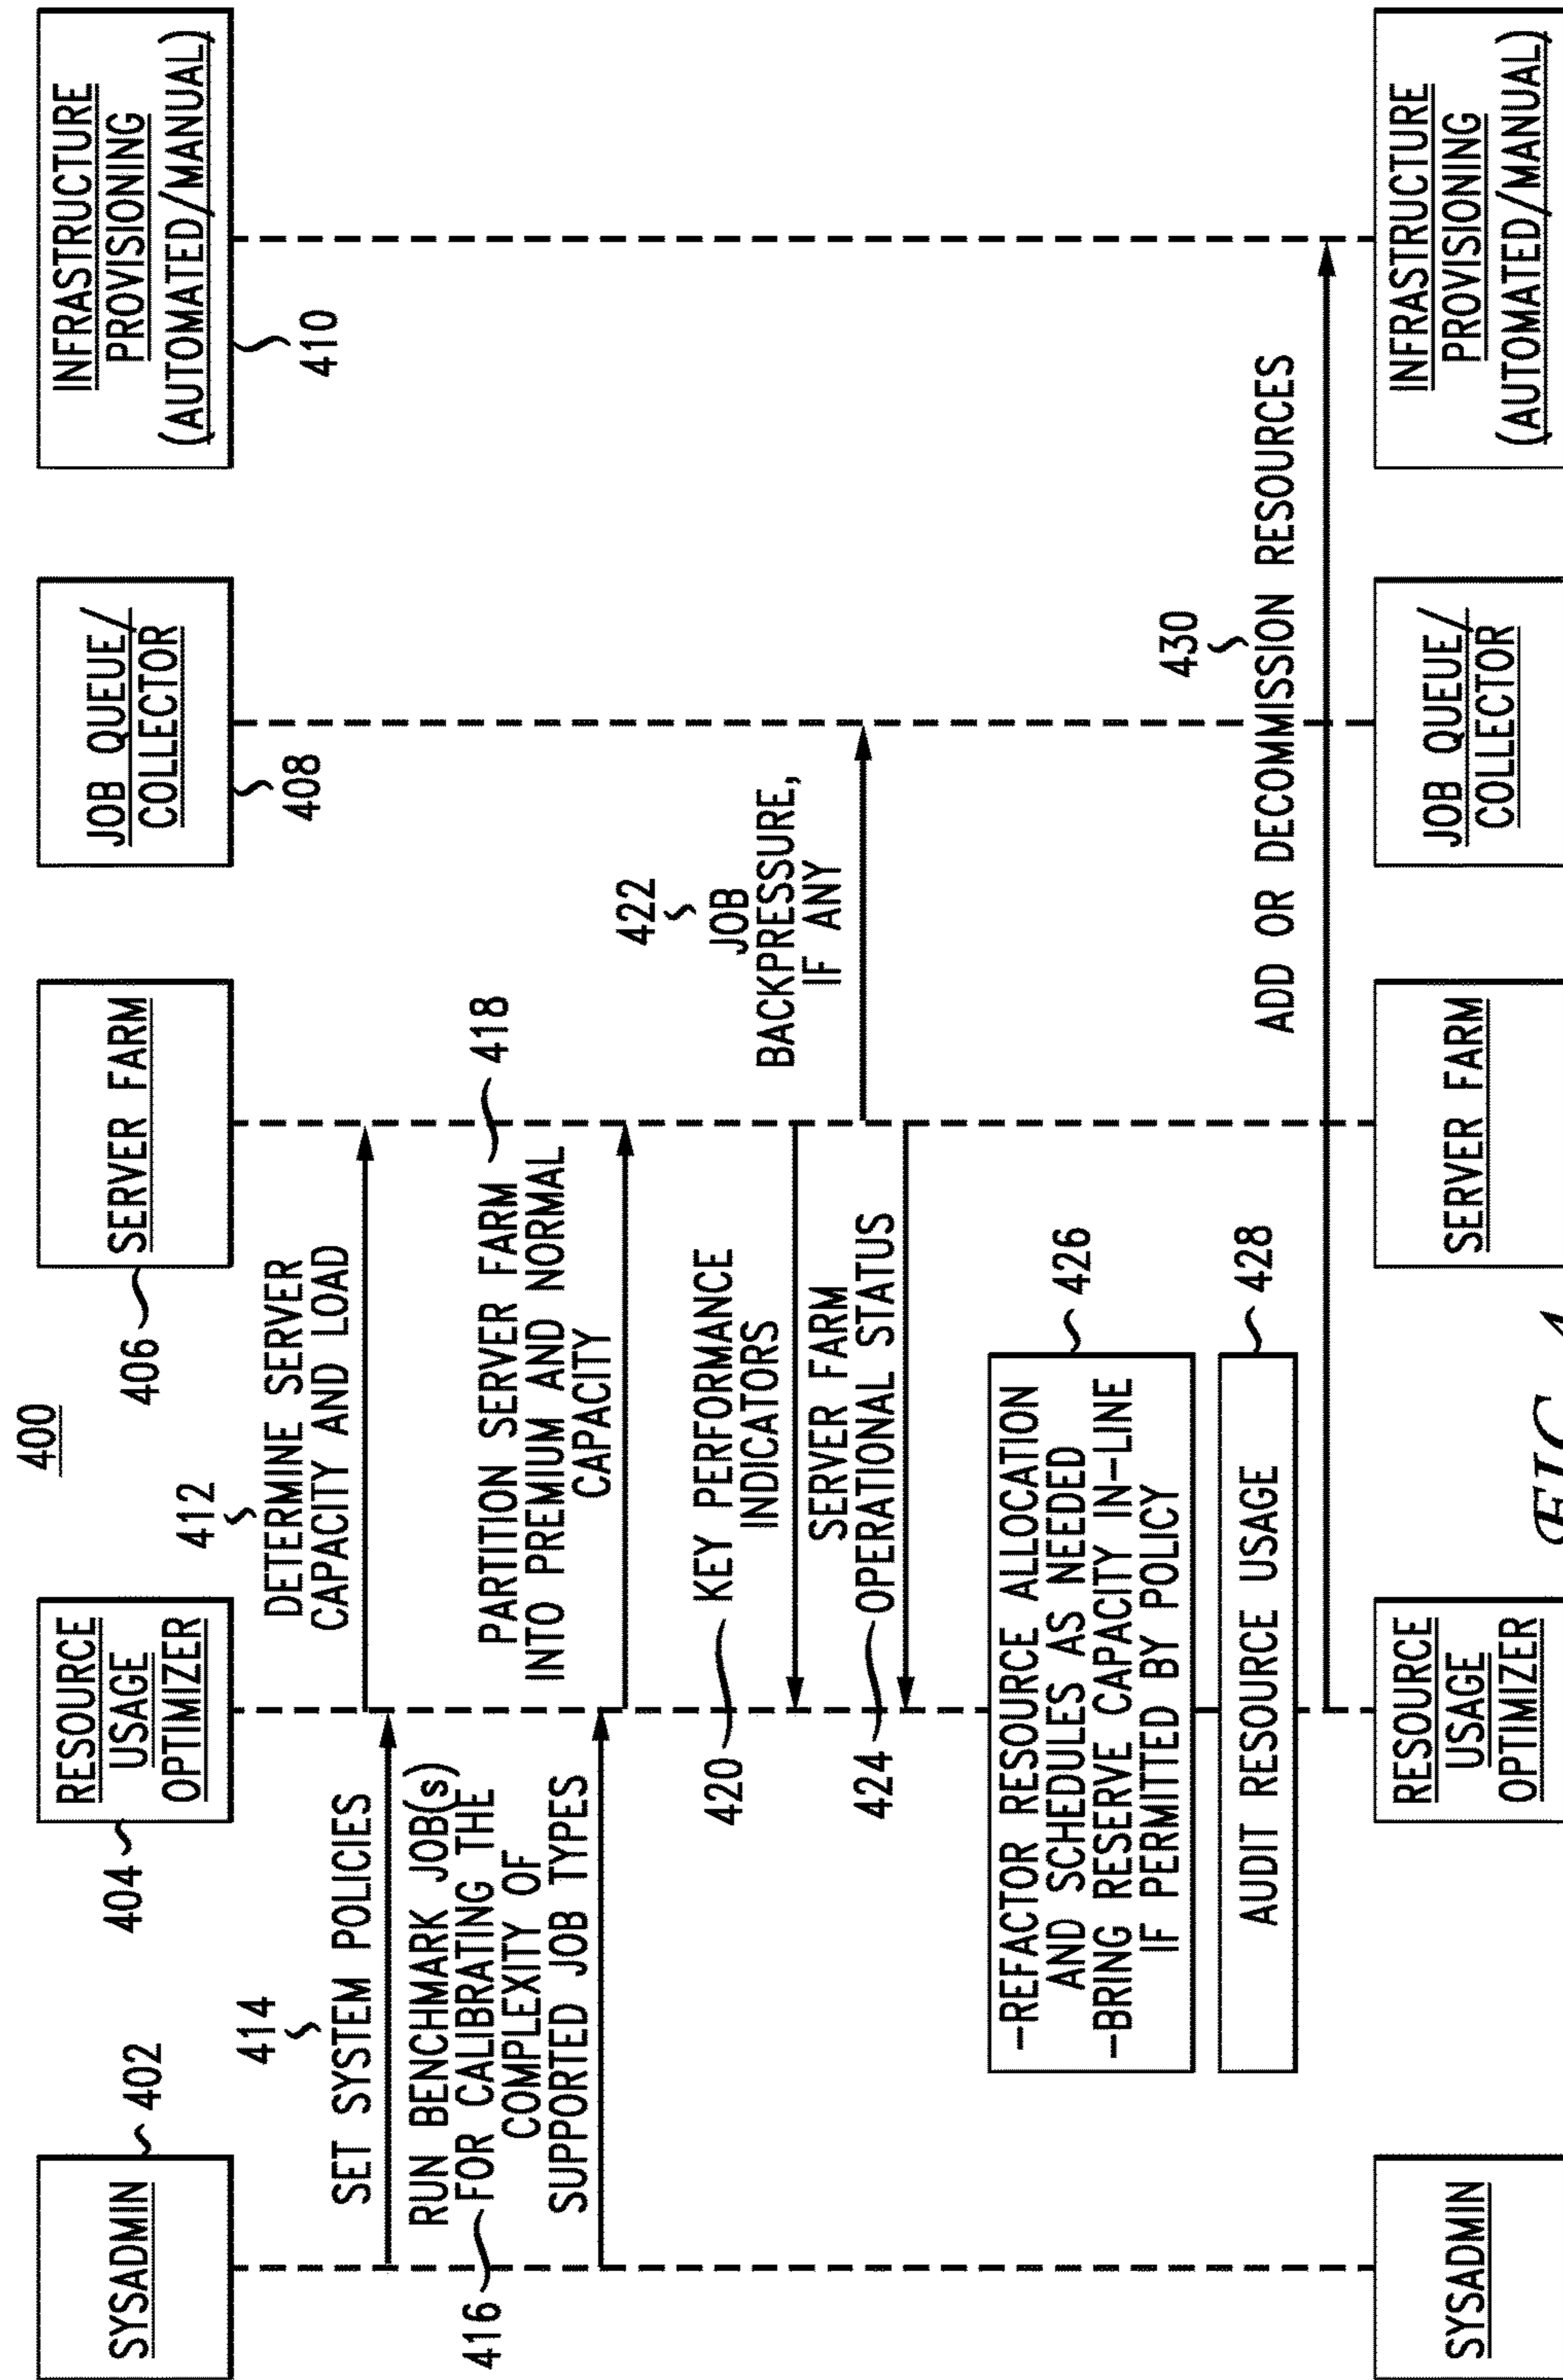 400
SYSADMIN
402
RESOURCE
USAGE
OPTIMIZER
404
SERVER FARM
406
JOB QUEUE/
COLLECTOR
408
INFRASTRUCTURE
PROVISIONING
(AUTOMATED/MANUAL)
410
412
DETERMINE SERVER
CAPACITY AND LOAD
414
SET SYSTEM POLICIES
RUN BENCHMARK JOB(s)
416
FOR CALIBRATING THE
COMPLEXITY OF
SUPPORTED JOB TYPES
PARTITION SERVER FARM
418
INTO PREMIUM AND NORMAL
CAPACITY
420
KEY PERFORMANCE
INDICATORS
422
JOB
BACKPRESSURE,
IF ANY
SERVER FARM
424
OPERATIONAL STATUS
-REFACTOR RESOURCE ALLOCATION
AND SCHEDULES AS NEEDED
-BRING RESERVE CAPACITY IN-LINE
IF PERMITTED BY POLICY
426
AUDIT RESOURCE USAGE
428
430
ADD OR DECOMMISSION RESOURCES
SYSADMIN
RESOURCE
USAGE
OPTIMIZER
SERVER FARM
JOB QUEUE/
COLLECTOR
INFRASTRUCTURE
PROVISIONING
(AUTOMATED/MANUAL)
FIG. 4